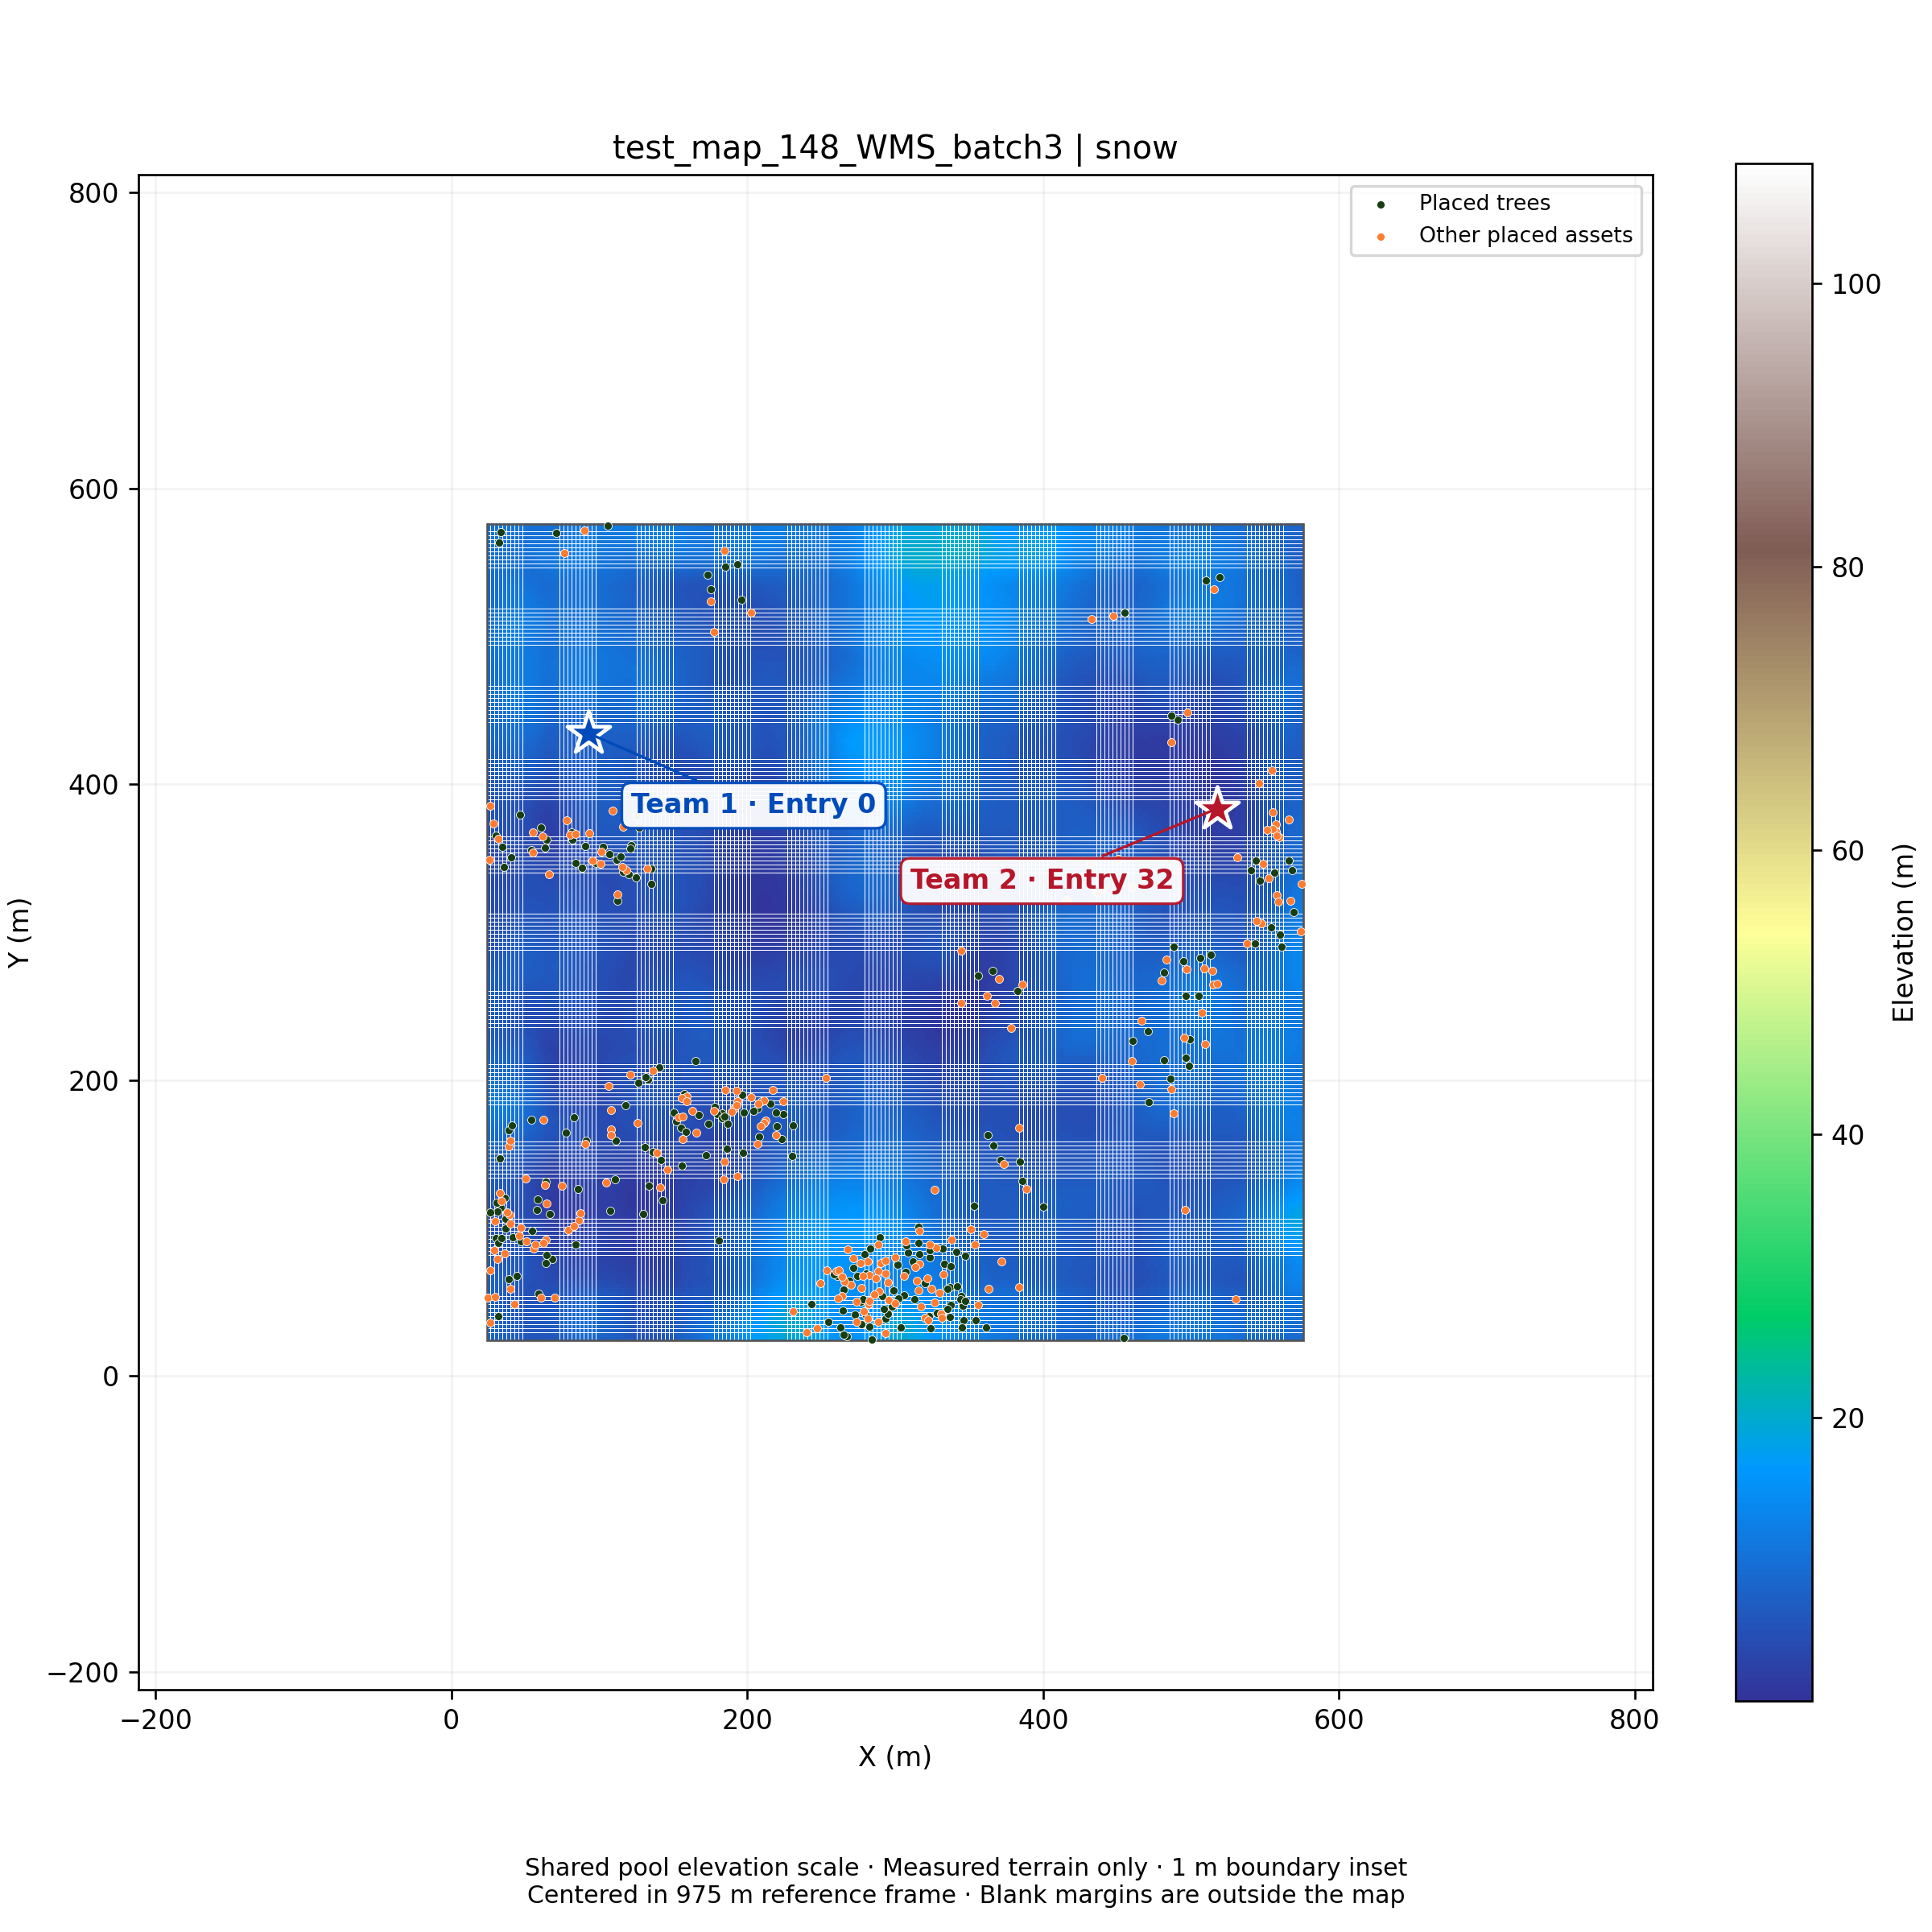 test_map_148_WMS_batch3 | snow
Placed trees
Other placed assets
Team 1 · Entry 0
Team 2 · Entry 32
800
600
400
200
0
−200
Y (m)
−200
0
200
400
600
800
X (m)
100
80
60
40
20
Elevation (m)
Shared pool elevation scale · Measured terrain only · 1 m boundary inset
Centered in 975 m reference frame · Blank margins are outside the map